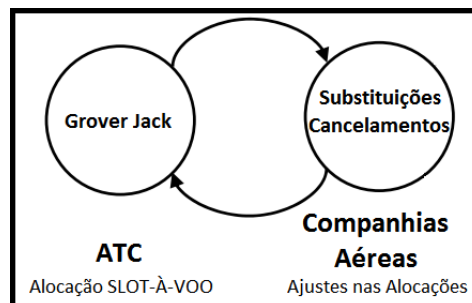 Grover Jack
Substituições
Cancelamentos
ATC
Alocação SLOT-À-VOO
Companhias
Aéreas
Ajustes nas Alocações